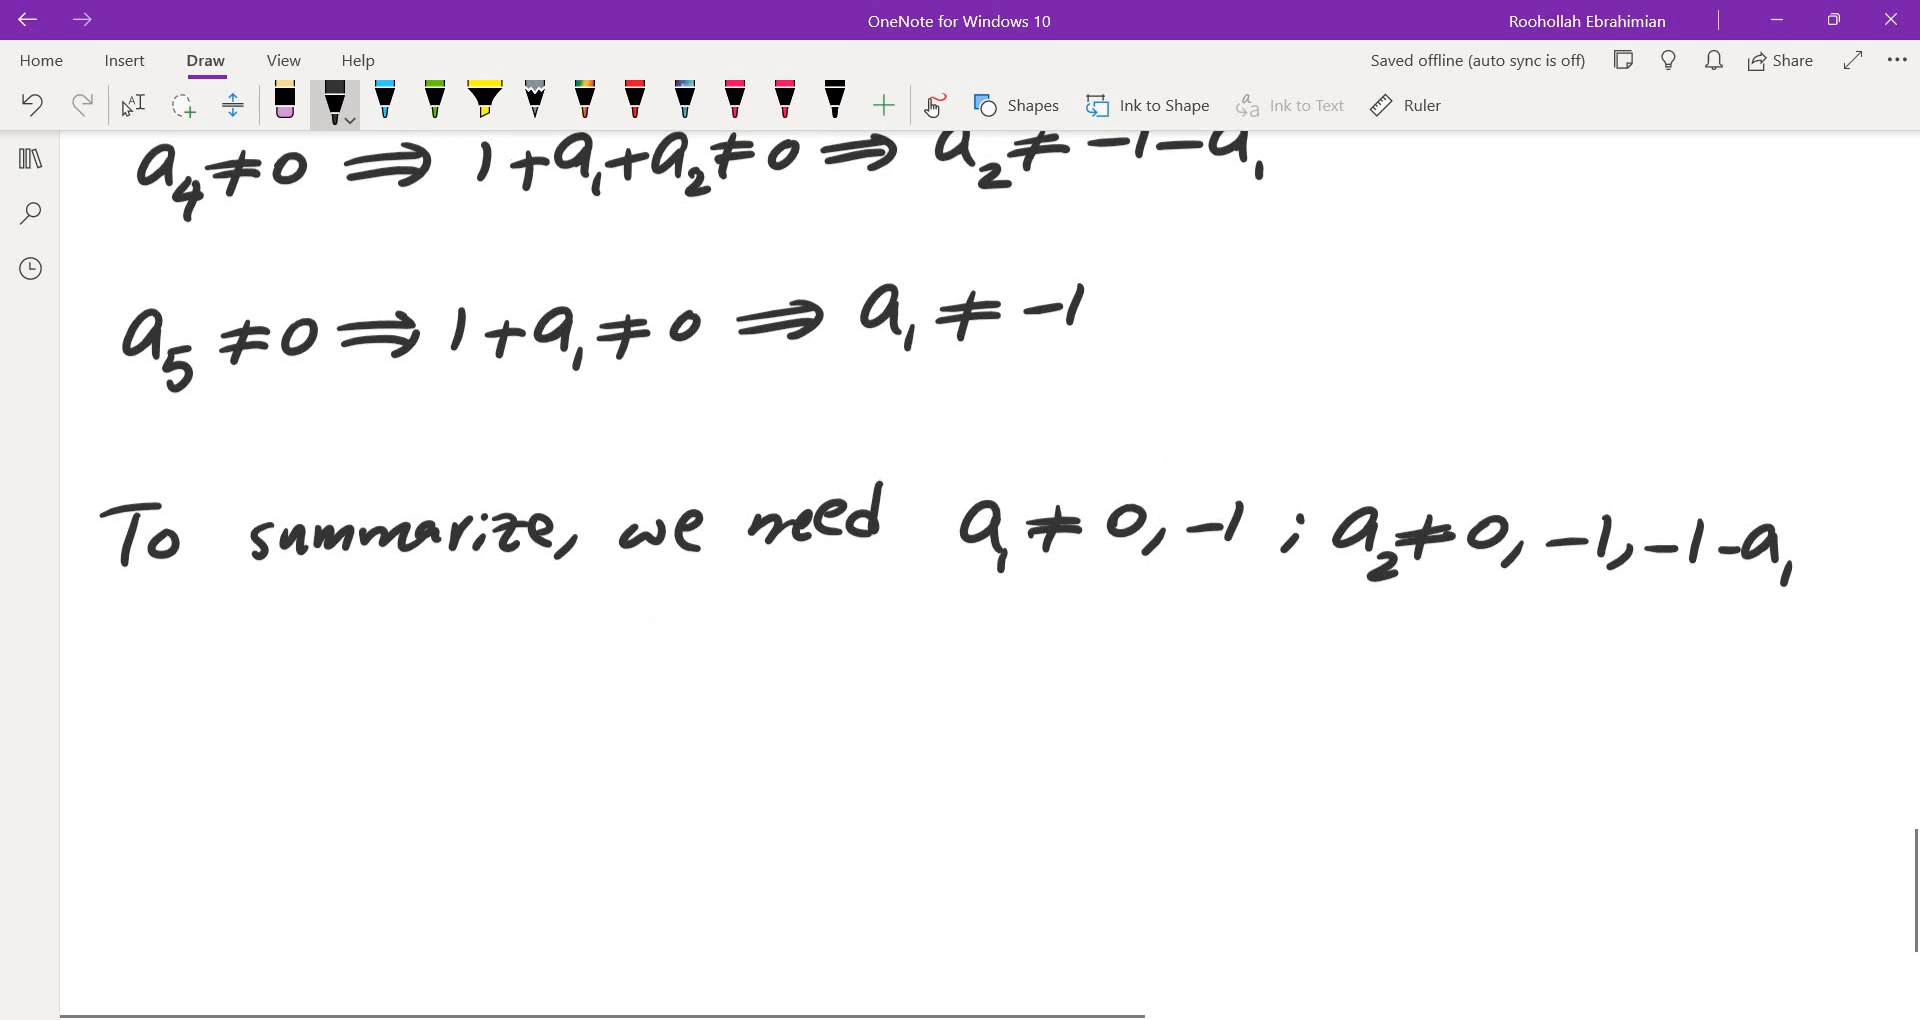 OneNote for Windows 10 Roohollah Ebrahimian
Home Insert Draw View Help Saved offline (auto sync is off) Share
Shapes Ink to Shape Ink to Text Ruler
a₄≠0 ⟹ 1+a₁+a₂≠0 ⟹ a₂≠-1-a₁
a₅≠0 ⟹ 1+a₁≠0 ⟹ a₁≠-1
To summarize, we need a₁≠0, -1 ; a₂≠0, -1, -1-a₁